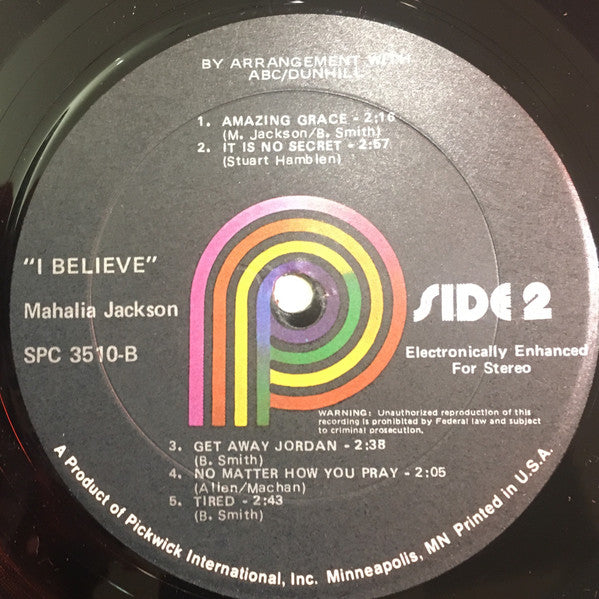 BY ARRANGEMENT WITH
ABC/DUNHILL
1. AMAZING GRACE - 2:16
(M. Jackson/B. Smith)
2. IT IS NO SECRET - 2:57
(Stuart Hamblen)
"I BELIEVE"
Mahalia Jackson
SPC 3510-B
SIDE 2
Electronically Enhanced
For Stereo
WARNING: Unauthorized reproduction of this
recording is prohibited by Federal law and subject
to criminal prosecution.
3. GET AWAY JORDAN - 2:38
(B. Smith)
4. NO MATTER HOW YOU PRAY - 2:05
(Allen/Machan)
5. TIRED - 2:43
(B. Smith)
A Product of Pickwick International, Inc. Minneapolis, MN Printed in U.S.A.